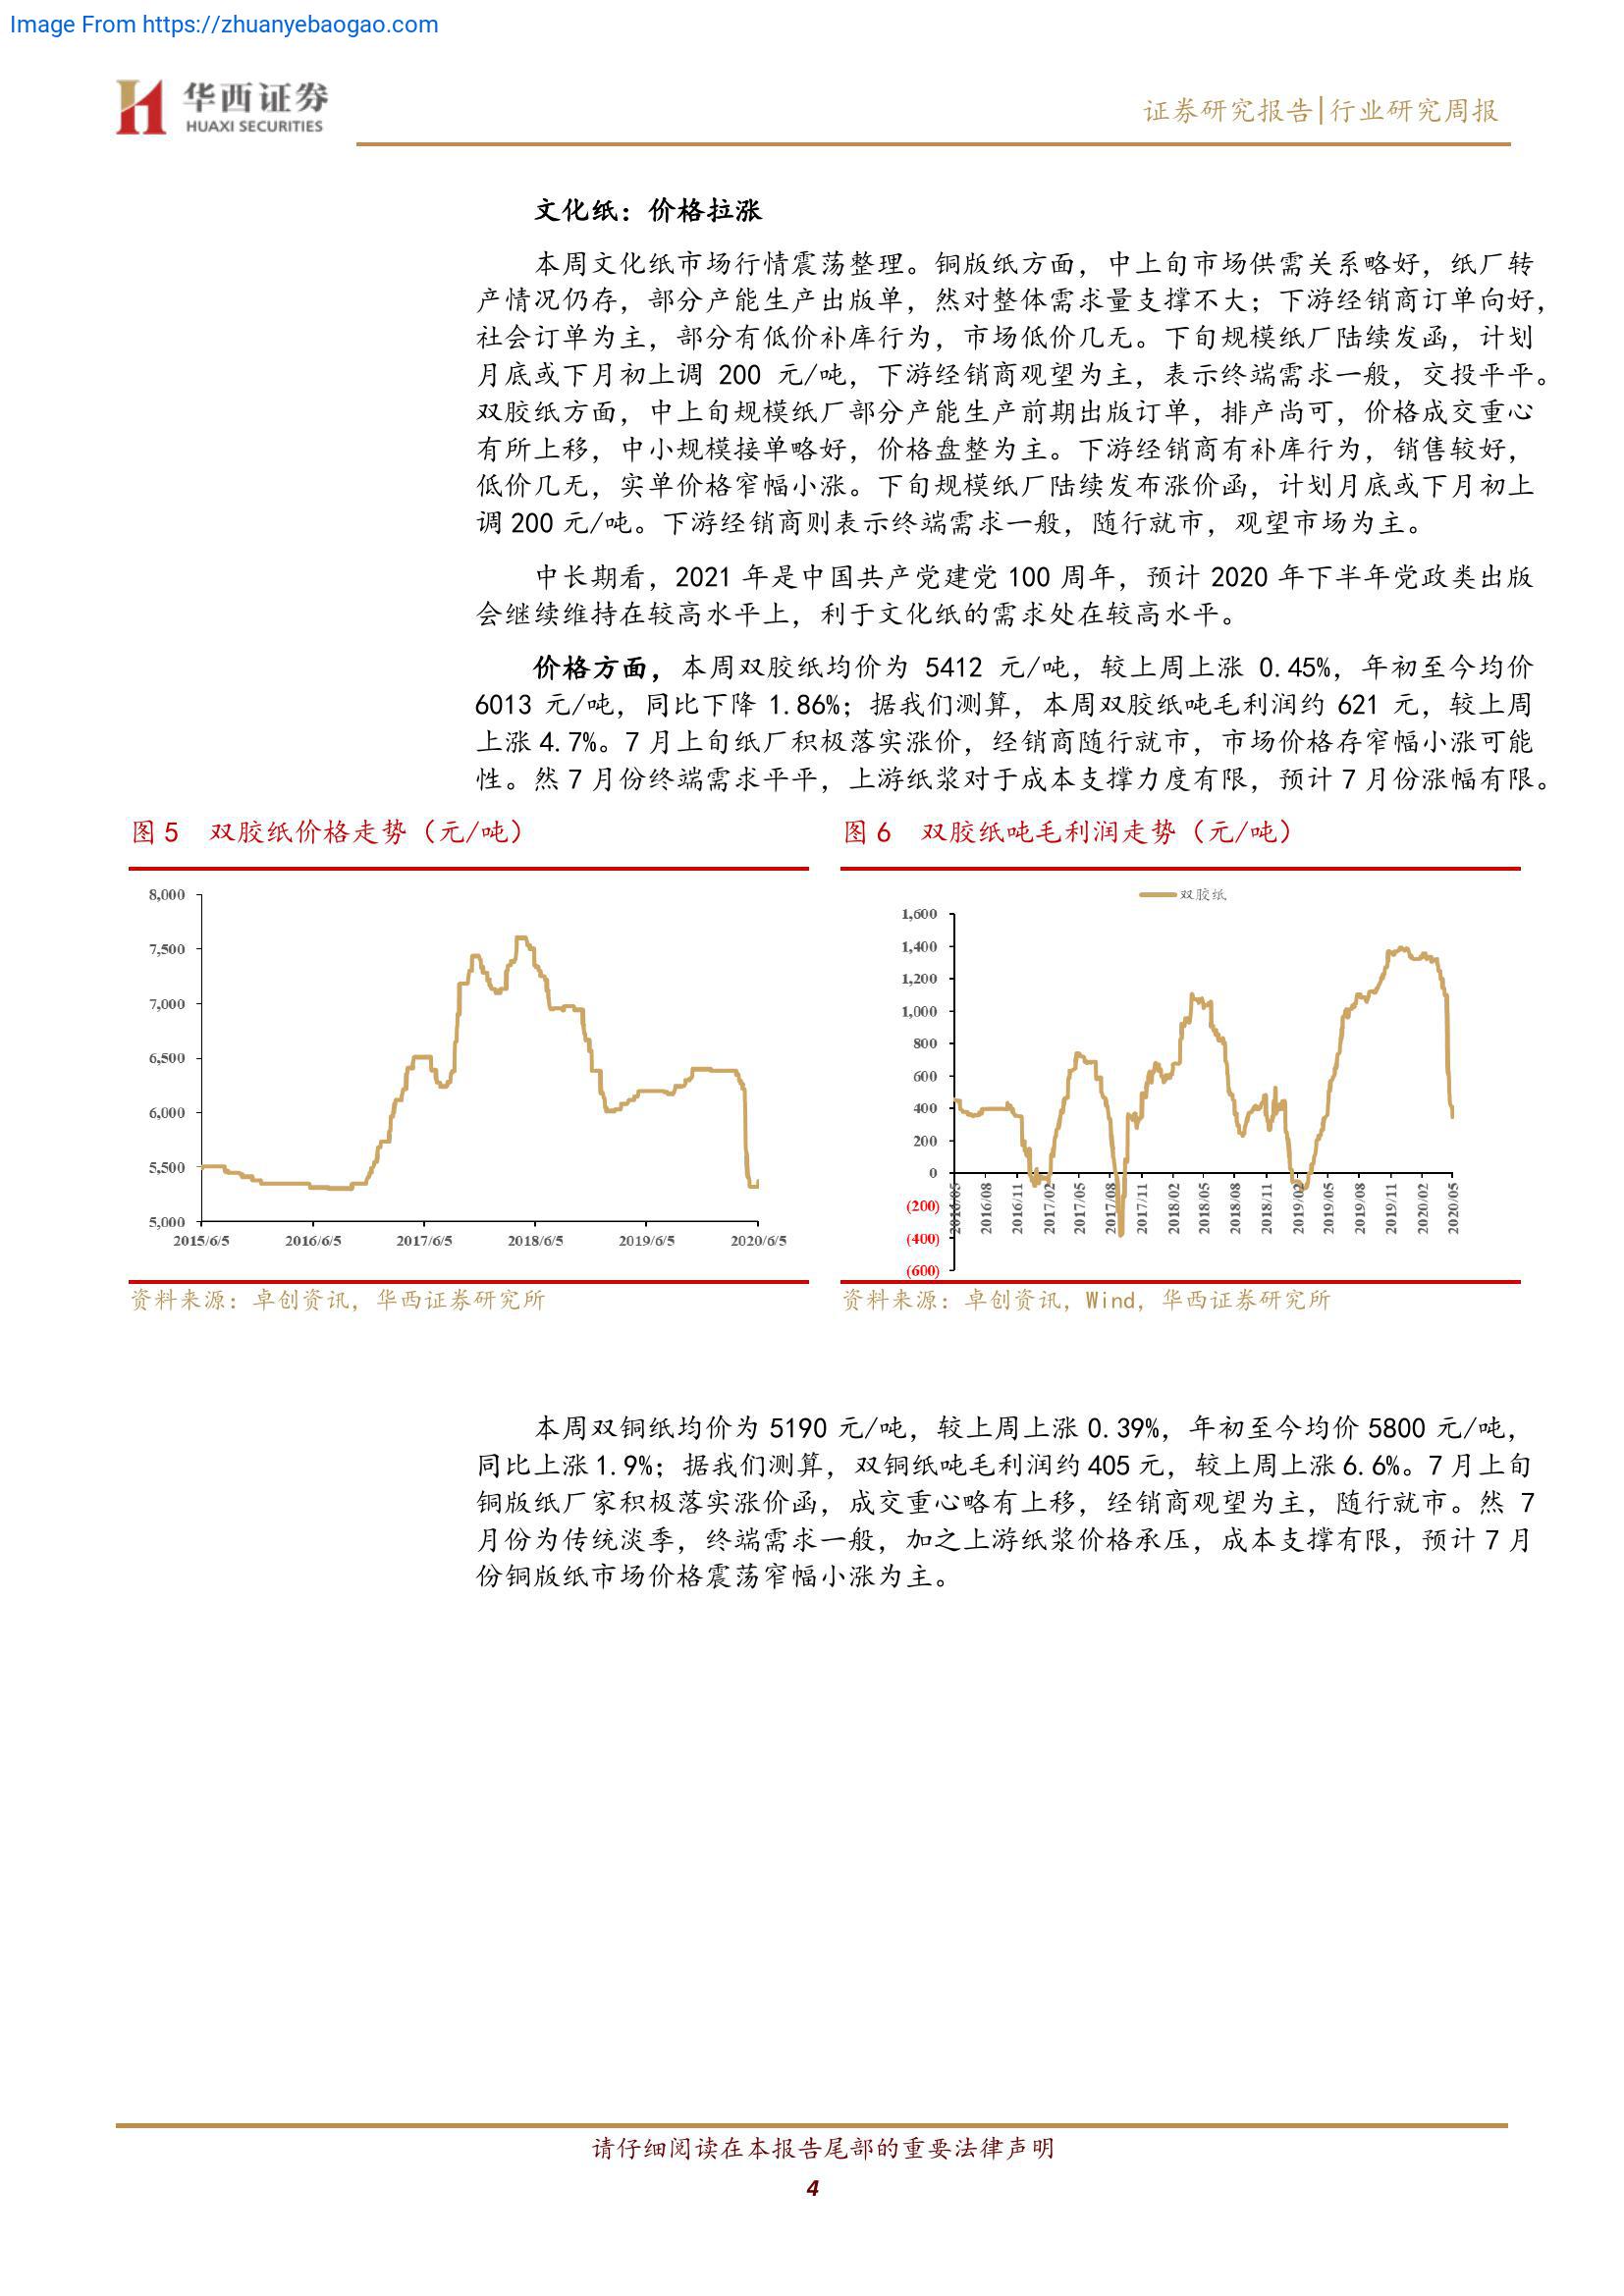 Image From https://zhuanyebaogao.com
华西证券
HUAXI SECURITIES
证券研究报告|行业研究周报
文化纸：价格拉涨
本周文化纸市场行情震荡整理。铜版纸方面，中上旬市场供需关系略好，纸厂转
产情况仍存，部分产能生产出版单，然对整体需求量支撑不大；下游经销商订单向好，
社会订单为主，部分有低价补库行为，市场低价几无。下旬规模纸厂陆续发函，计划
月底或下月初上调 200 元/吨，下游经销商观望为主，表示终端需求一般，交投平平。
双胶纸方面，中上旬规模纸厂部分产能生产前期出版订单，排产尚可，价格成交重心
有所上移，中小规模接单略好，价格盘整为主。下游经销商有补库行为，销售较好，
低价几无，实单价格窄幅小涨。下旬规模纸厂陆续发布涨价函，计划月底或下月初上
调 200 元/吨。下游经销商则表示终端需求一般，随行就市，观望市场为主。
中长期看，2021 年是中国共产党建党 100 周年，预计 2020 年下半年党政类出版
会继续维持在较高水平上，利于文化纸的需求处在较高水平。
价格方面，本周双胶纸均价为 5412 元/吨，较上周上涨 0.45%，年初至今均价
6013 元/吨，同比下降 1.86%；据我们测算，本周双胶纸吨毛利润约 621 元，较上周
上涨 4.7%。7 月上旬纸厂积极落实涨价，经销商随行就市，市场价格存窄幅小涨可能
性。然 7 月份终端需求平平，上游纸浆对于成本支撑力度有限，预计 7 月份涨幅有限。
图 5 双胶纸价格走势（元/吨）
8,000
7,500
7,000
6,500
6,000
5,500
5,000
2015/6/5 2016/6/5 2017/6/5 2018/6/5 2019/6/5 2020/6/5
资料来源：卓创资讯，华西证券研究所
图 6 双胶纸吨毛利润走势（元/吨）
双胶纸
1,600
1,400
1,200
1,000
800
600
400
200
0
(200)
(400)
(600)
2016/05 2016/08 2016/11 2017/02 2017/05 2017/08 2017/11 2018/02 2018/05 2018/08 2018/11 2019/02 2019/05 2019/08 2019/11 2020/02 2020/05
资料来源：卓创资讯，Wind，华西证券研究所
本周双铜纸均价为 5190 元/吨，较上周上涨 0.39%，年初至今均价 5800 元/吨，
同比上涨 1.9%；据我们测算，双铜纸吨毛利润约 405 元，较上周上涨 6.6%。7 月上旬
铜版纸厂家积极落实涨价函，成交重心略有上移，经销商观望为主，随行就市。然 7
月份为传统淡季，终端需求一般，加之上游纸浆价格承压，成本支撑有限，预计 7 月
份铜版纸市场价格震荡窄幅小涨为主。
请仔细阅读在本报告尾部的重要法律声明
4